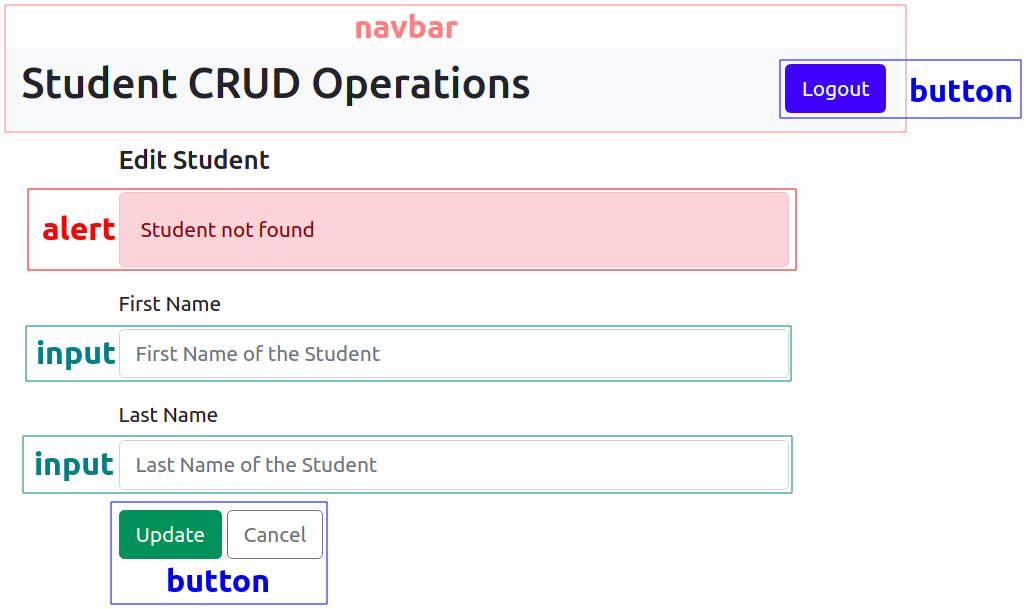 navbar
Student CRUD Operations
Logout
button
Edit Student
alert
Student not found
First Name
input
First Name of the Student
Last Name
input
Last Name of the Student
Update
Cancel
button